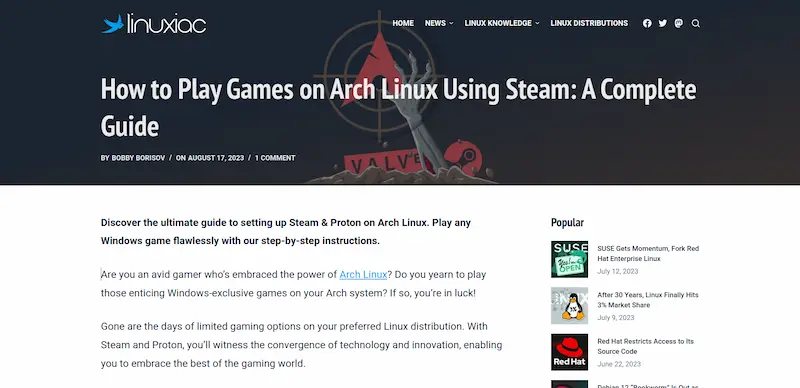 linuxiac
HOME NEWS LINUX KNOWLEDGE LINUX DISTRIBUTIONS
How to Play Games on Arch Linux Using Steam: A Complete
Guide
BY BOBBY BORISOV / ON AUGUST 17, 2023 / 1 COMMENT
VALVE
Discover the ultimate guide to setting up Steam & Proton on Arch Linux. Play any
Windows game flawlessly with our step-by-step instructions.
Are you an avid gamer who's embraced the power of Arch Linux? Do you yearn to play
those enticing Windows-exclusive games on your Arch system? If so, you're in luck!
Gone are the days of limited gaming options on your preferred Linux distribution. With
Steam and Proton, you'll witness the convergence of technology and innovation, enabling
you to embrace the best of the gaming world.
Popular
SUSE
OPEN
SUSE Gets Momentum, Fork Red
Hat Enterprise Linux
July 12, 2023
After 30 Years, Linux Finally Hits
3% Market Share
July 9, 2023
Red Hat
Red Hat Restricts Access to Its
Source Code
June 22, 2023
Debian 12 "Bookworm" Is Out as